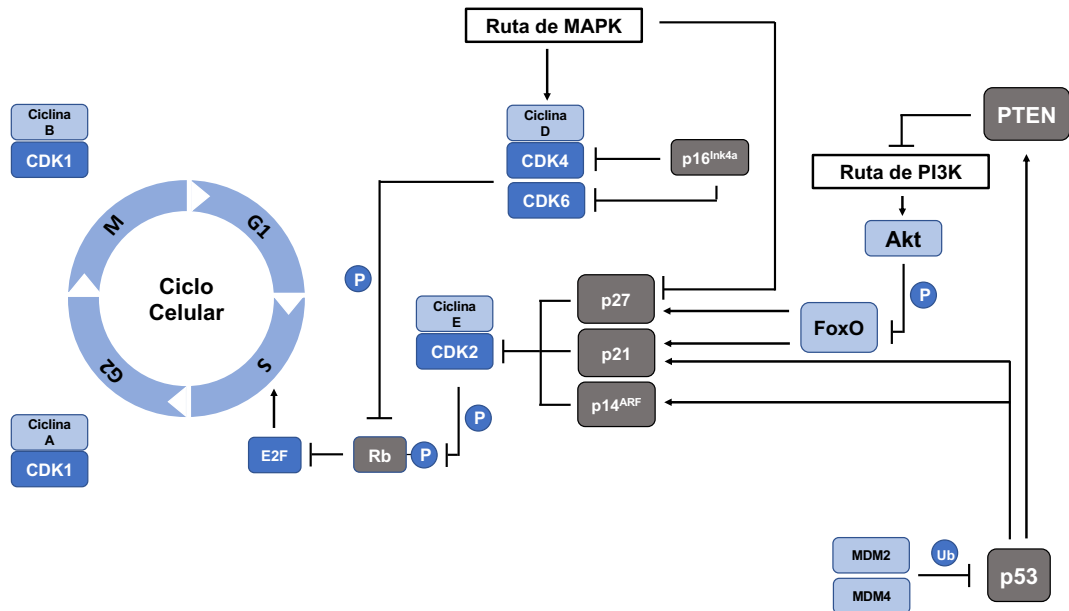 Ruta de MAPK
Ciclina
B
CDK1
Ciclina
D
CDK4
CDK6
p16Ink4a
PTEN
Ruta de PI3K
Akt
P
FoxO
M
G1
S
G2
Ciclo
Celular
P
Ciclina
E
CDK2
p27
p21
p14ARF
P
Ciclina
A
CDK1
E2F
Rb
P
MDM2
MDM4
Ub
p53